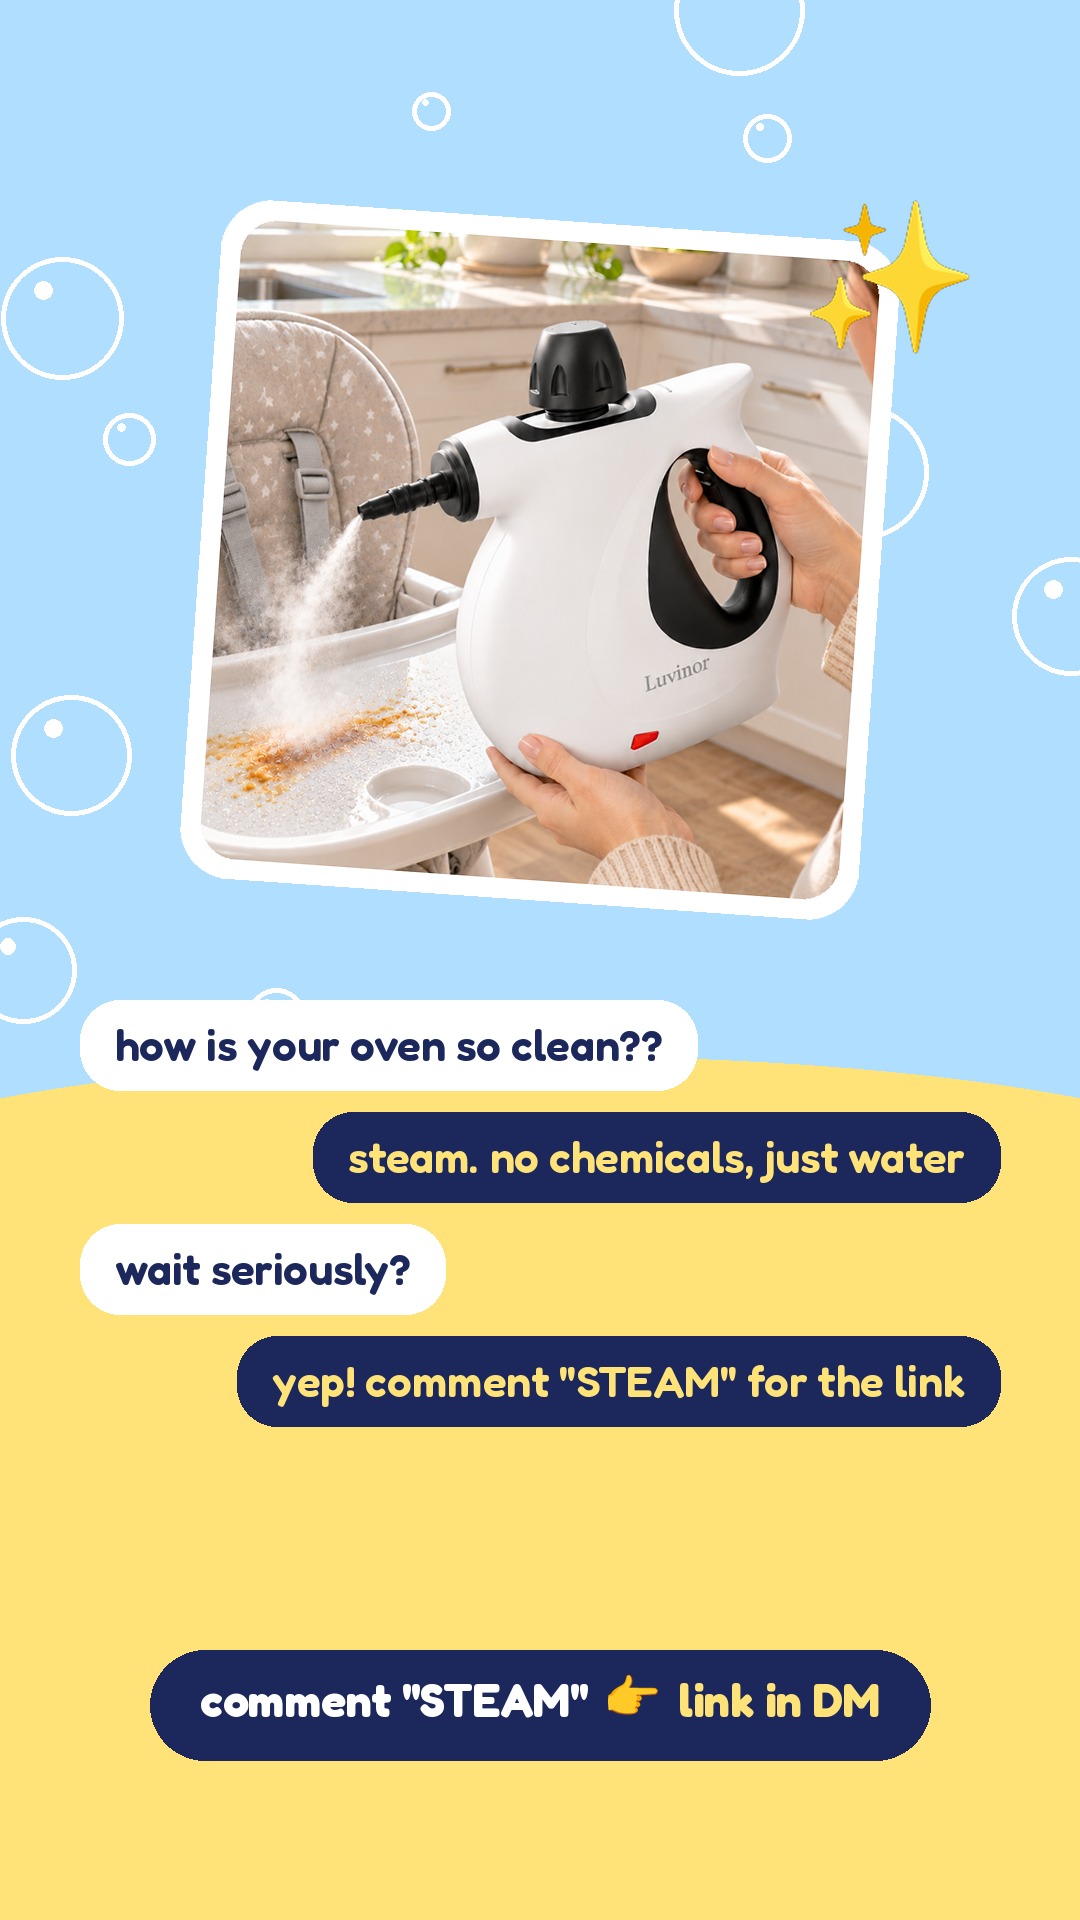 Luvinor
how is your oven so clean??
steam. no chemicals, just water
wait seriously?
yep! comment "STEAM" for the link
comment "STEAM" 👉 link in DM